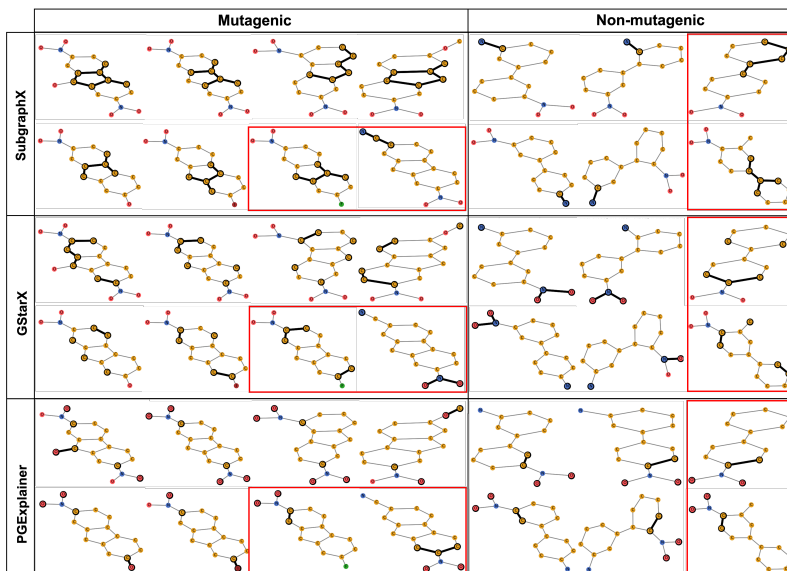 Mutagenic
Non-mutagenic
SubgraphX
GStarX
PGExplainer